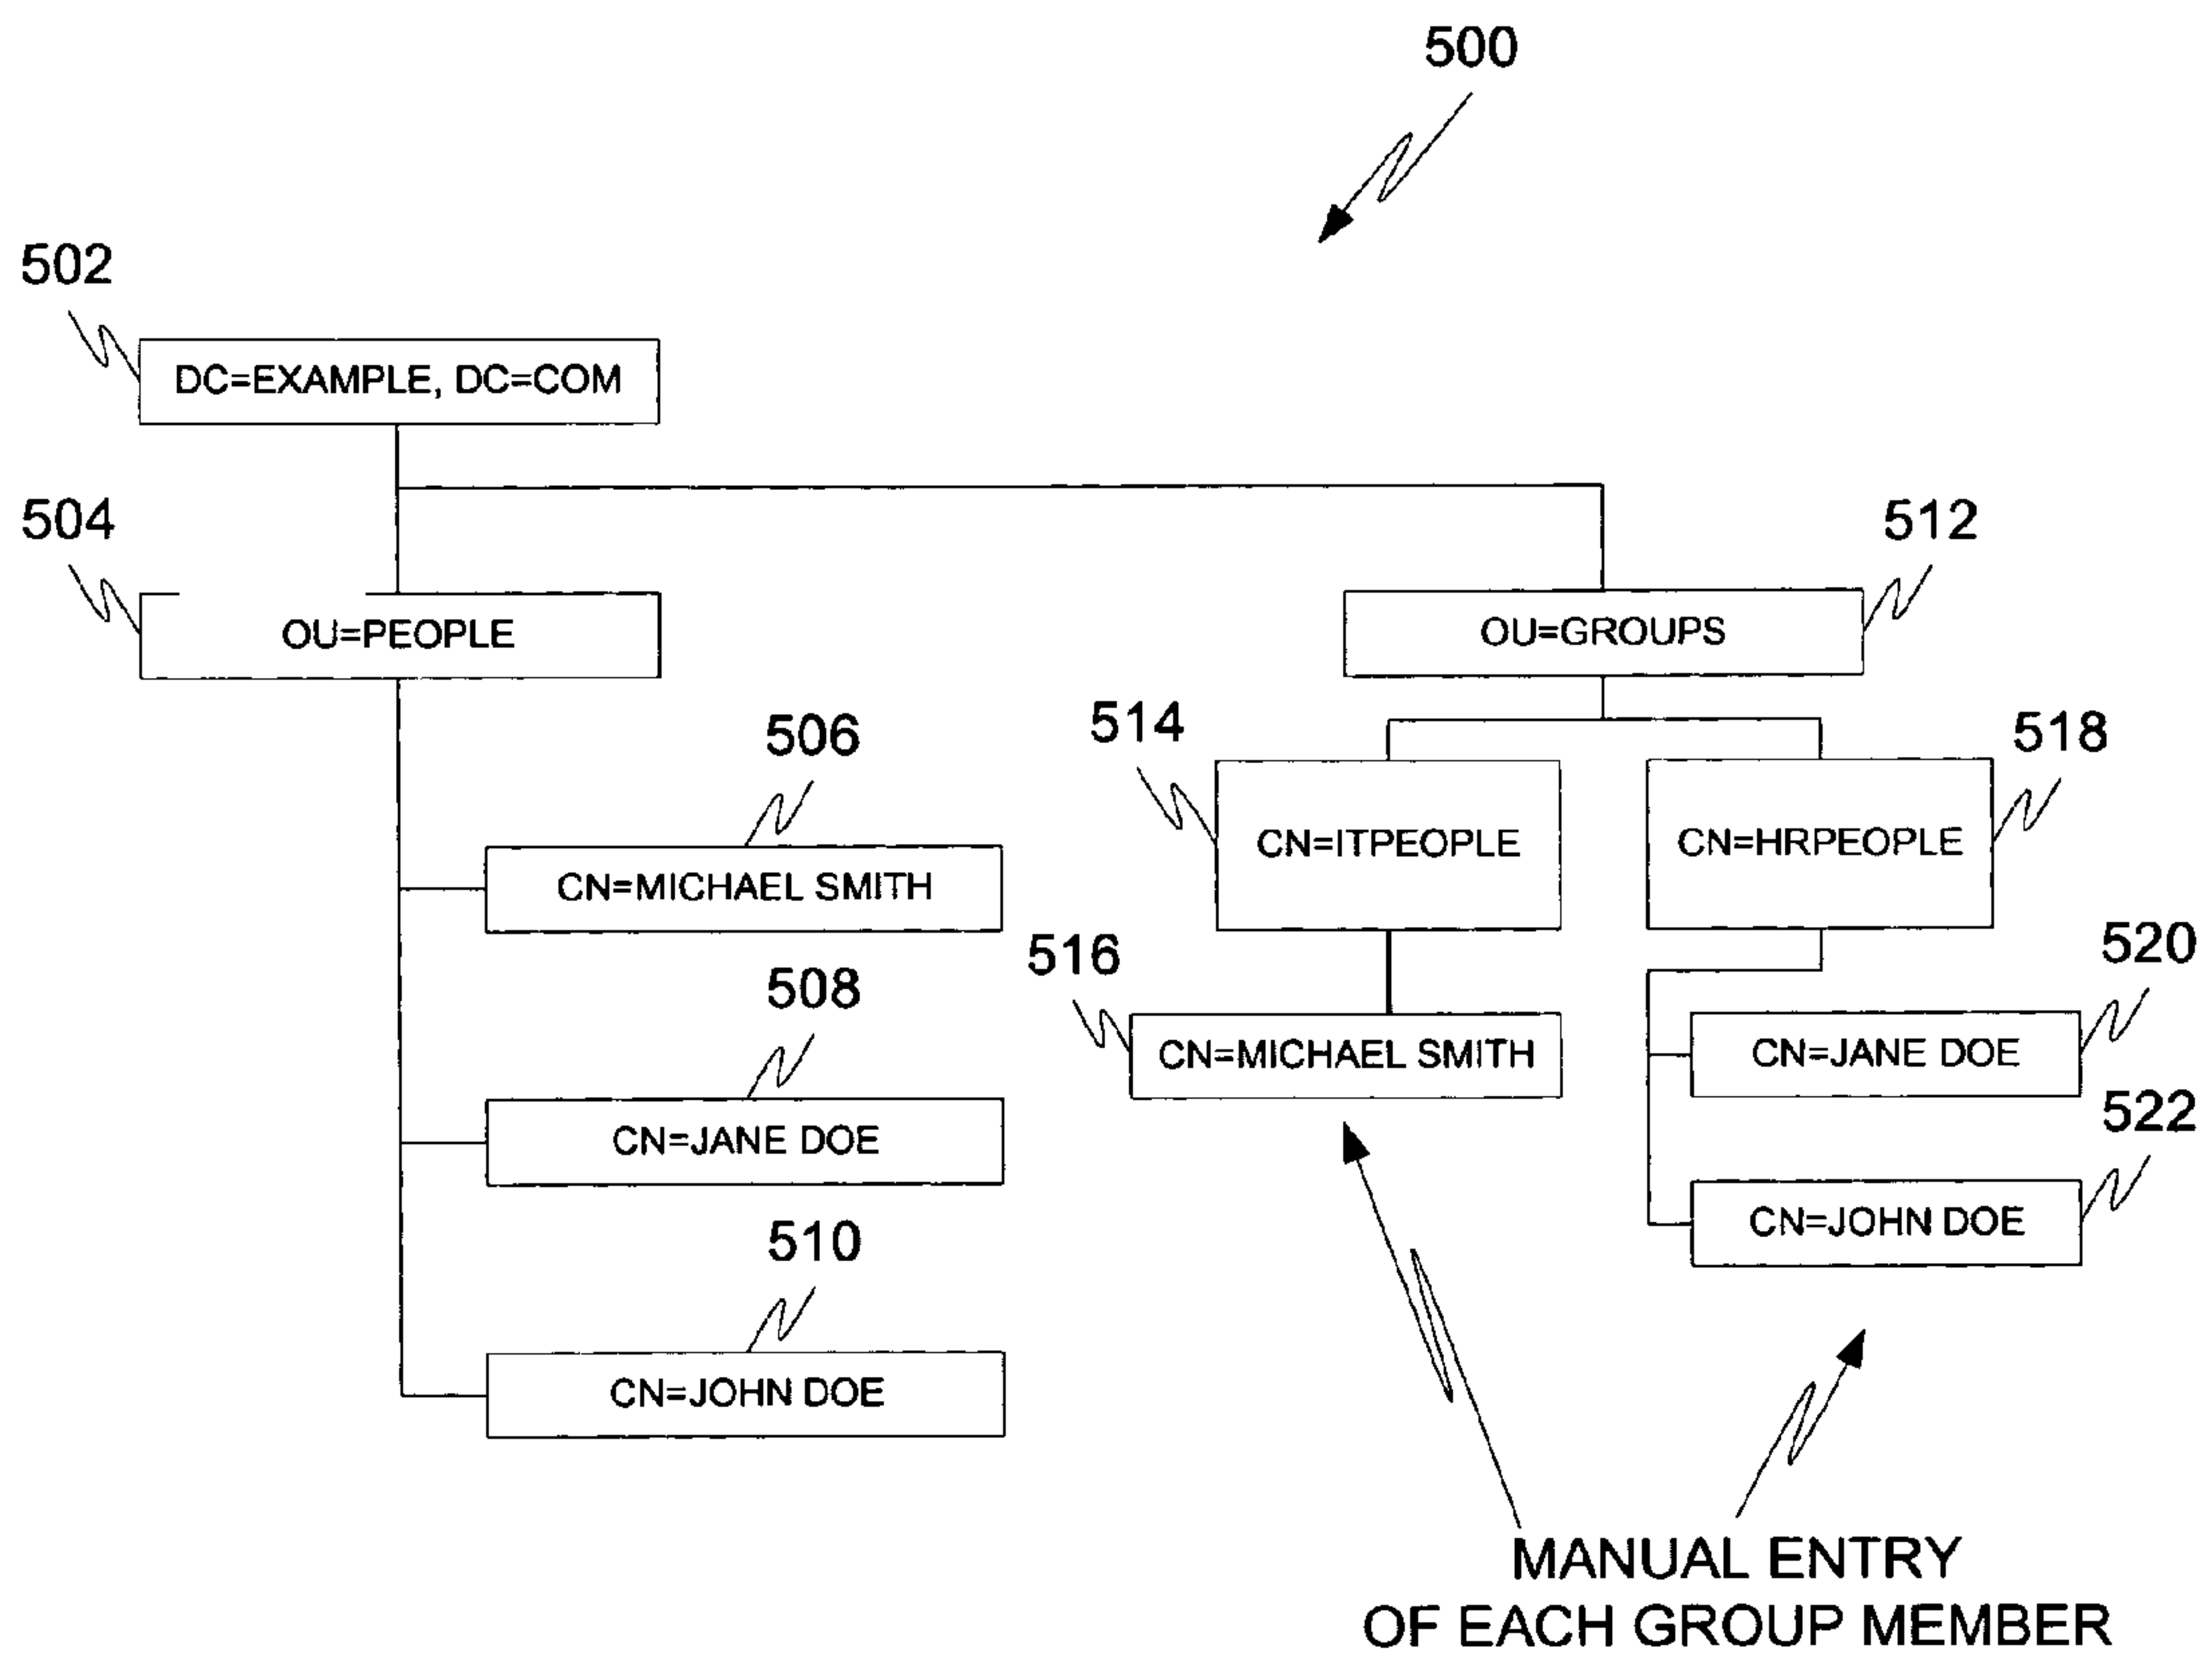 500
502
DC=EXAMPLE, DC=COM
504
512
OU=PEOPLE
OU=GROUPS
506
514
518
CN=MICHAEL SMITH
CN=ITPEOPLE
CN=HRPEOPLE
508
516
520
CN=JANE DOE
CN=MICHAEL SMITH
CN=JANE DOE
510
522
CN=JOHN DOE
CN=JOHN DOE
MANUAL ENTRY
OF EACH GROUP MEMBER